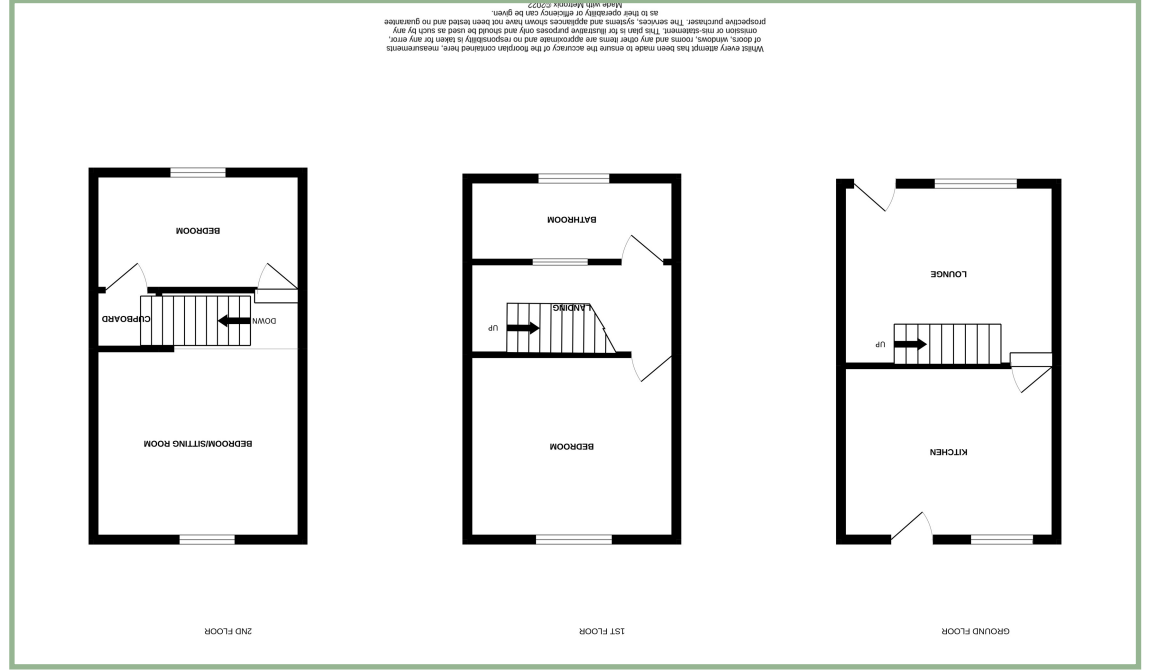 GROUND FLOOR
1ST FLOOR
2ND FLOOR
KITCHEN
UP
LOUNGE
BEDROOM
UP
LANDING
BATHROOM
BEDROOM/SITTING ROOM
DOWN
CUPBOARD
BEDROOM
Whilst every attempt has been made to ensure the accuracy of the floorplan contained here, measurements
of doors, windows, rooms and any other items are approximate and no responsibility is taken for any error,
omission or mis-statement. This plan is for illustrative purposes only and should be used as such by any
prospective purchaser. The services, systems and appliances shown have not been tested and no guarantee
as to their operability or efficiency can be given.
Made with Metropix ©2022